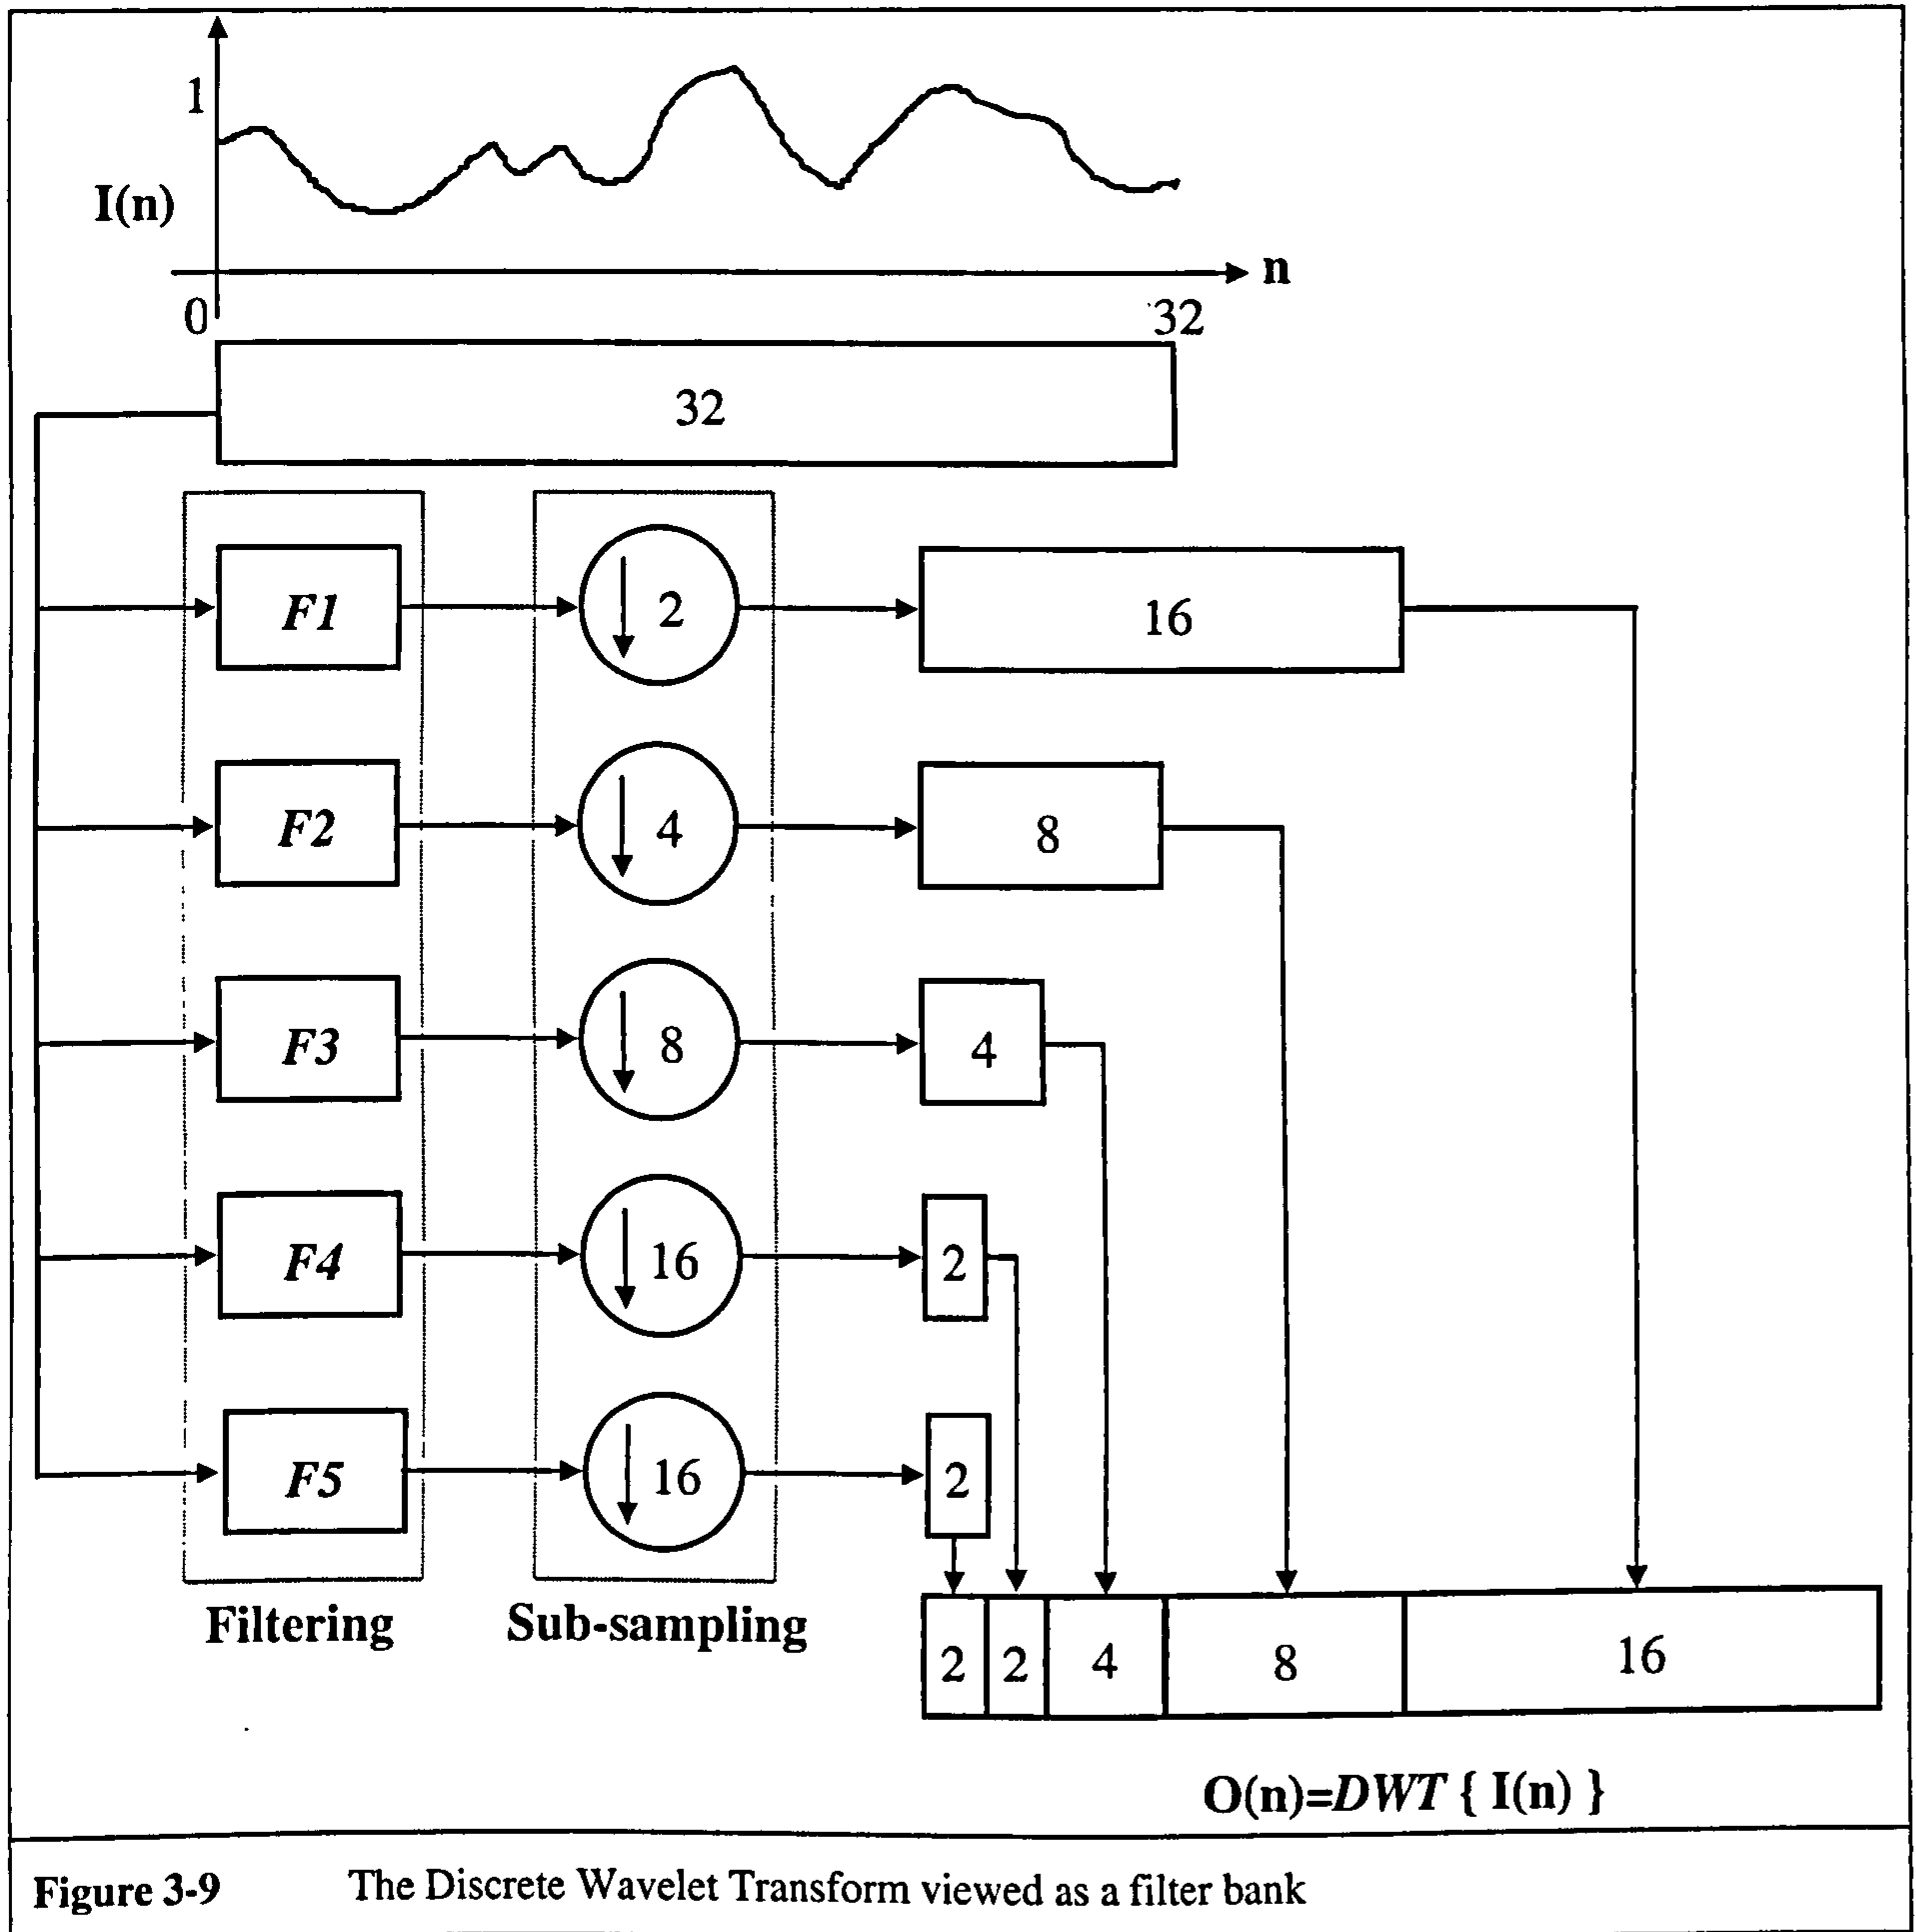 1
I(n)
n
0
32
32
F1
2
16
F2
4
8
F3
8
4
F4
16
2
F5
16
2
Filtering
Sub-sampling
2
2
4
8
16
O(n)=DWT { I(n) }
Figure 3-9
The Discrete Wavelet Transform viewed as a filter bank